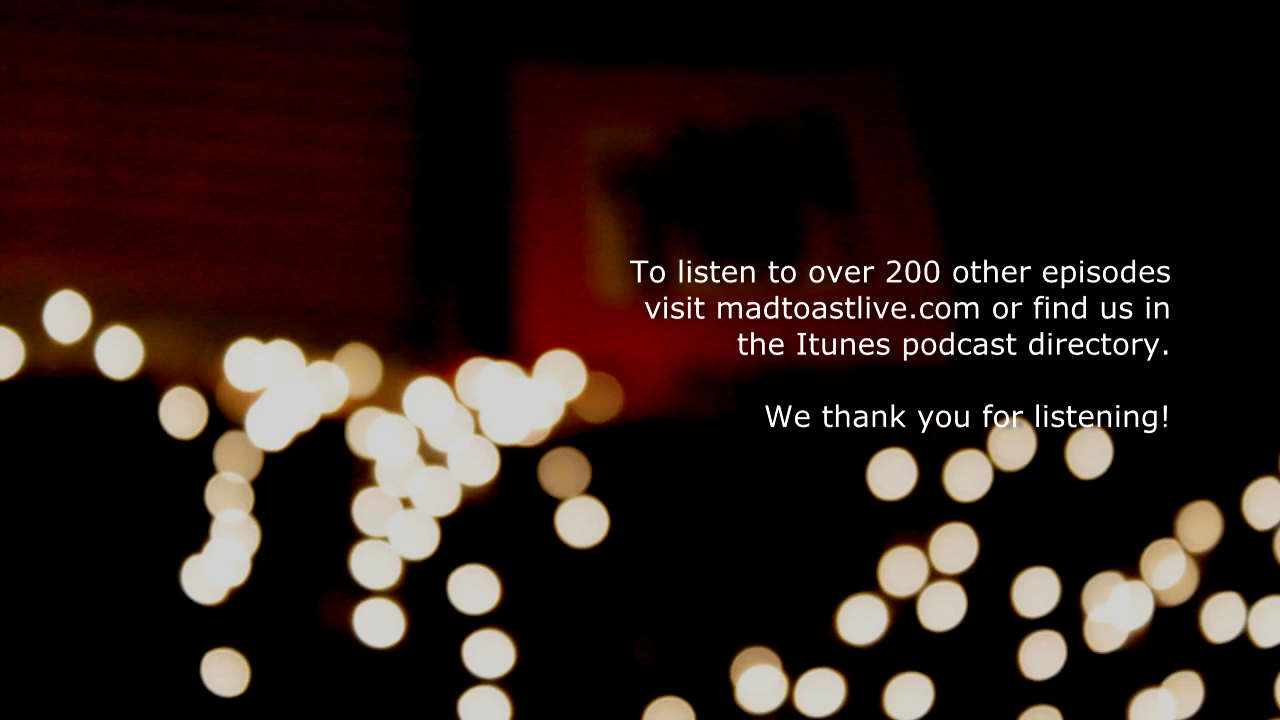 To listen to over 200 other episodes
visit madtoastlive.com or find us in
the Itunes podcast directory.
We thank you for listening!